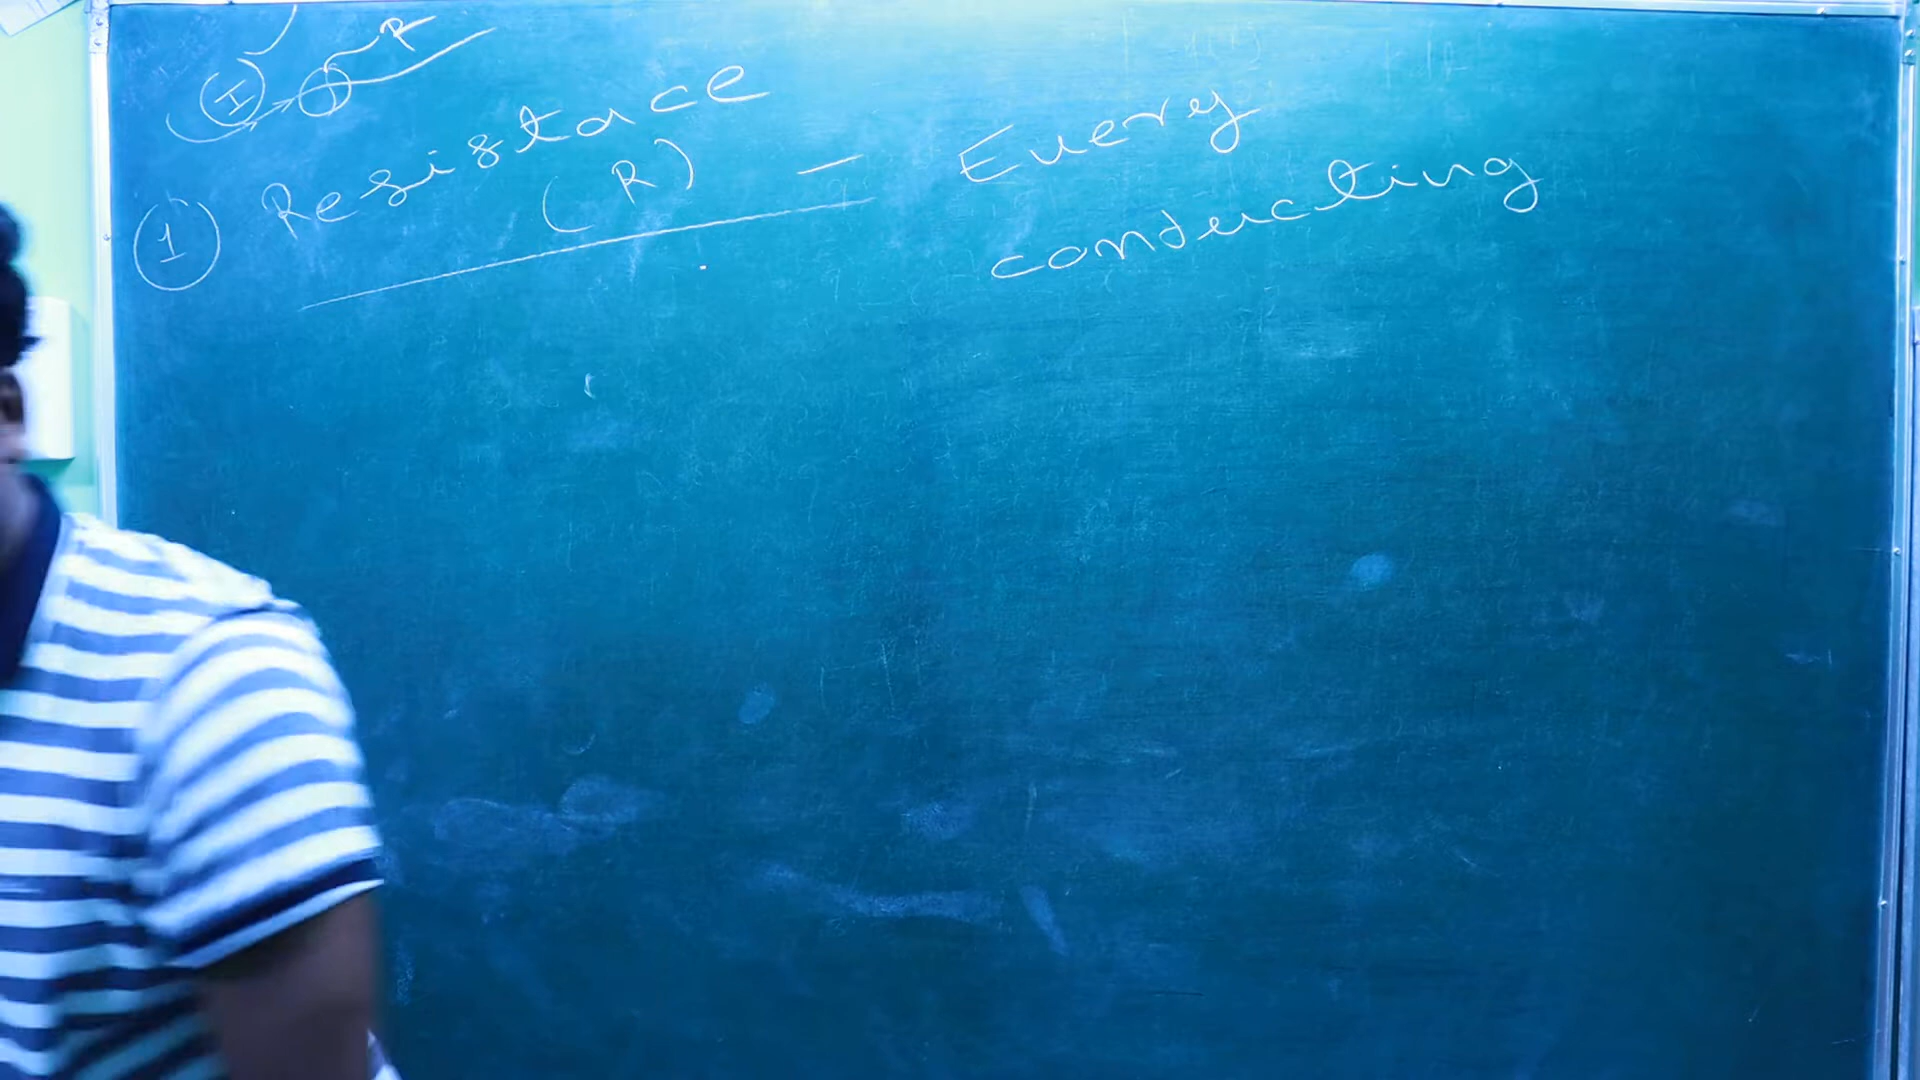 I R
1 Resistace
(R) — Every
conducting